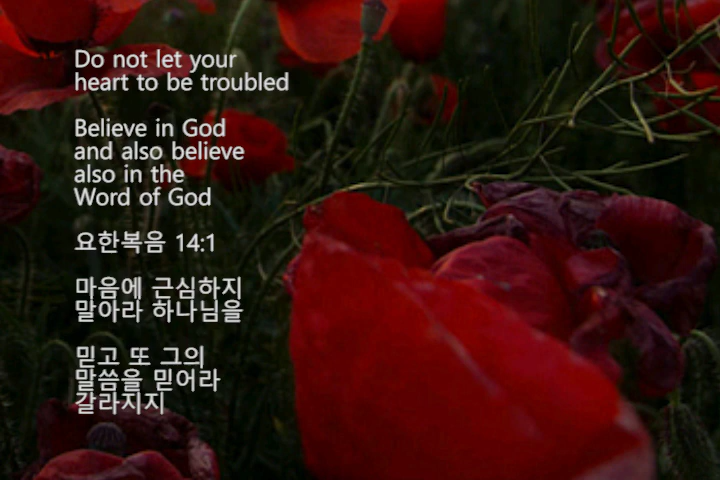 Do not let your
heart to be troubled
Believe in God
and also believe
also in the
Word of God
요한복음 14:1
마음에 근심하지
말아라 하나님을
믿고 또 그의
말씀을 믿어라
갈라지지